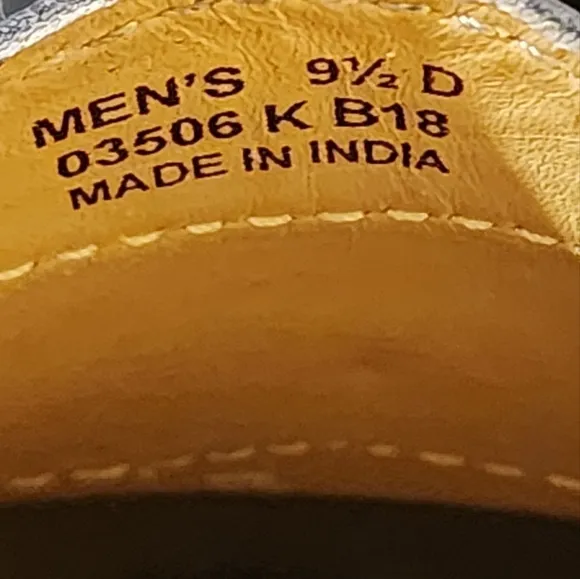 MEN'S 9½ D
03506 K B18
MADE IN INDIA